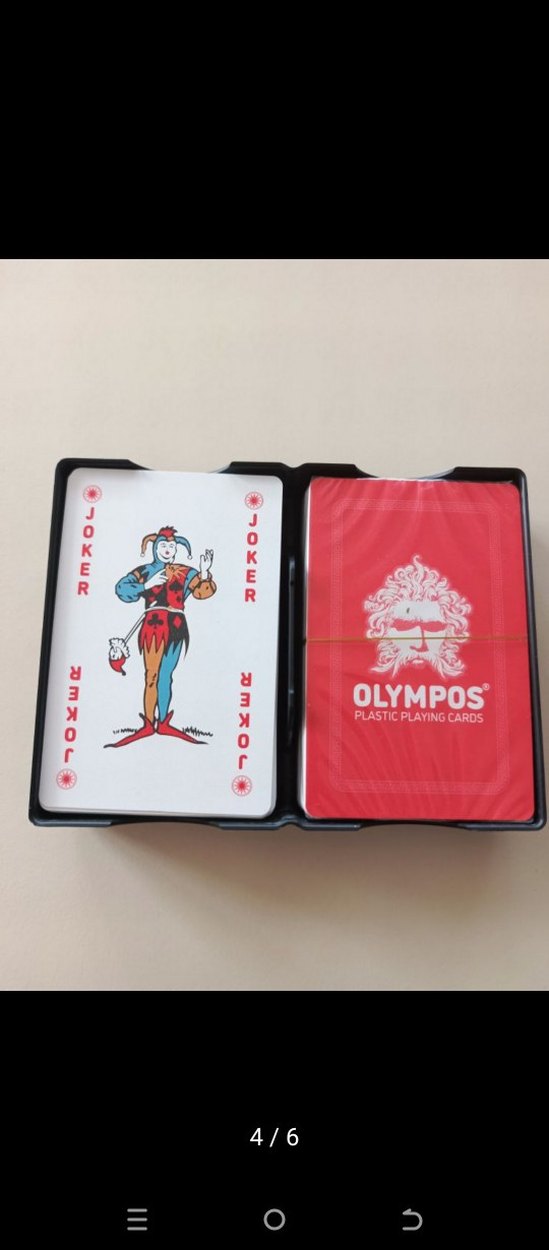 JOKER
JOKER
JOKER
JOKER
OLYMPOS®
PLASTIC PLAYING CARDS
4 / 6